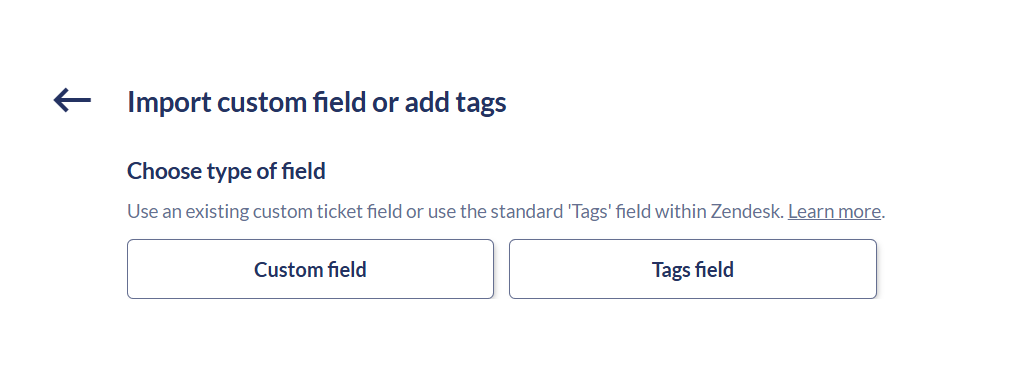 Import custom field or add tags
Choose type of field
Use an existing custom ticket field or use the standard 'Tags' field within Zendesk. Learn more.
Custom field
Tags field